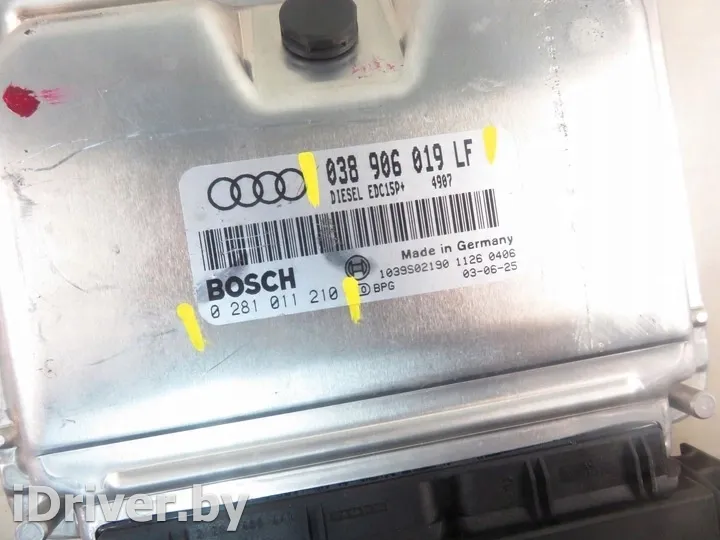 038 906 019 LF
DIESEL EDC15P+ 4907
Made in Germany
BOSCH
1039S02190 1126 0406
0 281 011 210
BPG 03-06-25
iDriver.by